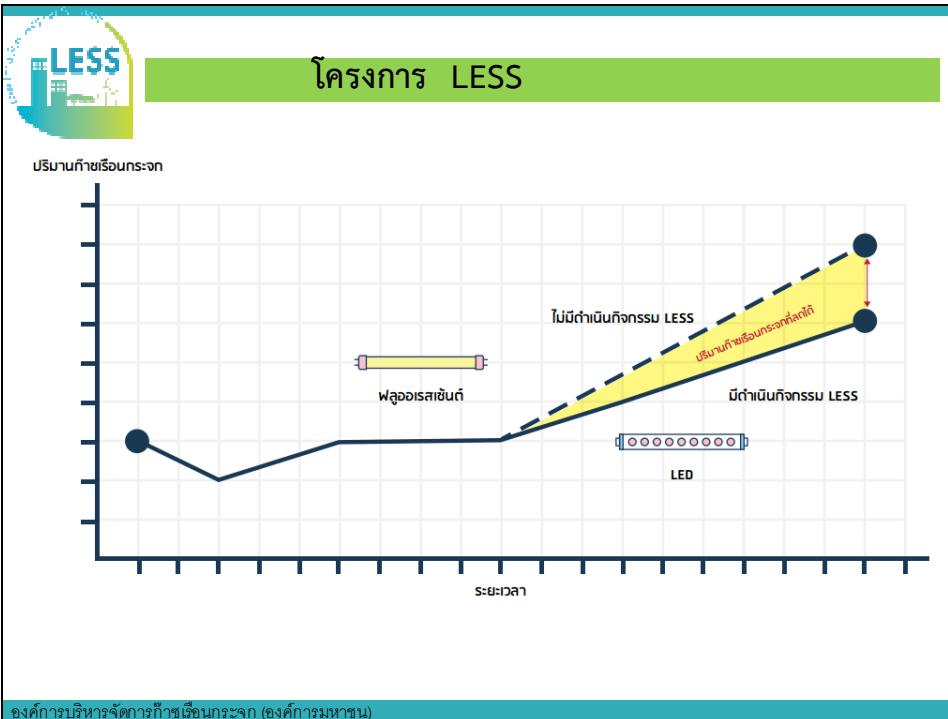 LESS
โครงการ LESS
ปริมานก๊าซเรือนกระจก
ไม่มีดำเนินกิจกรรม LESS
ปริมานก๊าซเรือนกระจกที่ลดได้
ฟลูออเรสเซ้นต์
มีดำเนินกิจกรรม LESS
LED
ระยะเวลา
องค์การบริหารจัดการก๊าซเรือนกระจก (องค์การมหาชน)